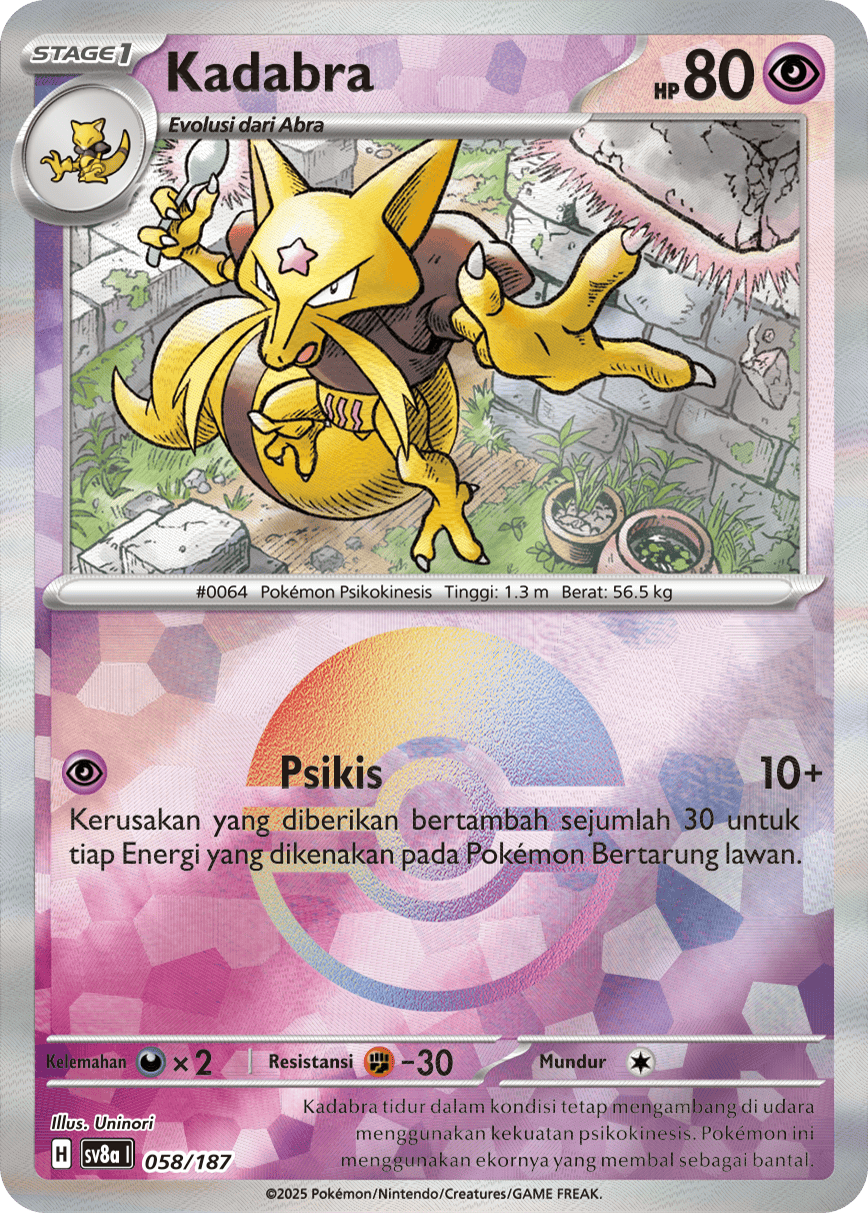 STAGE1
Kadabra
HP 80
Evolusi dari Abra
#0064 Pokémon Psikokinesis Tinggi: 1.3 m Berat: 56.5 kg
Psikis 10+
Kerusakan yang diberikan bertambah sejumlah 30 untuk
tiap Energi yang dikenakan pada Pokémon Bertarung lawan.
Kelemahan ×2 Resistansi -30 Mundur
Illus. Uninori
Kadabra tidur dalam kondisi tetap mengambang di udara
menggunakan kekuatan psikokinesis. Pokémon ini
menggunakan ekornya yang membal sebagai bantal.
H sv8a I 058/187
©2025 Pokémon/Nintendo/Creatures/GAME FREAK.